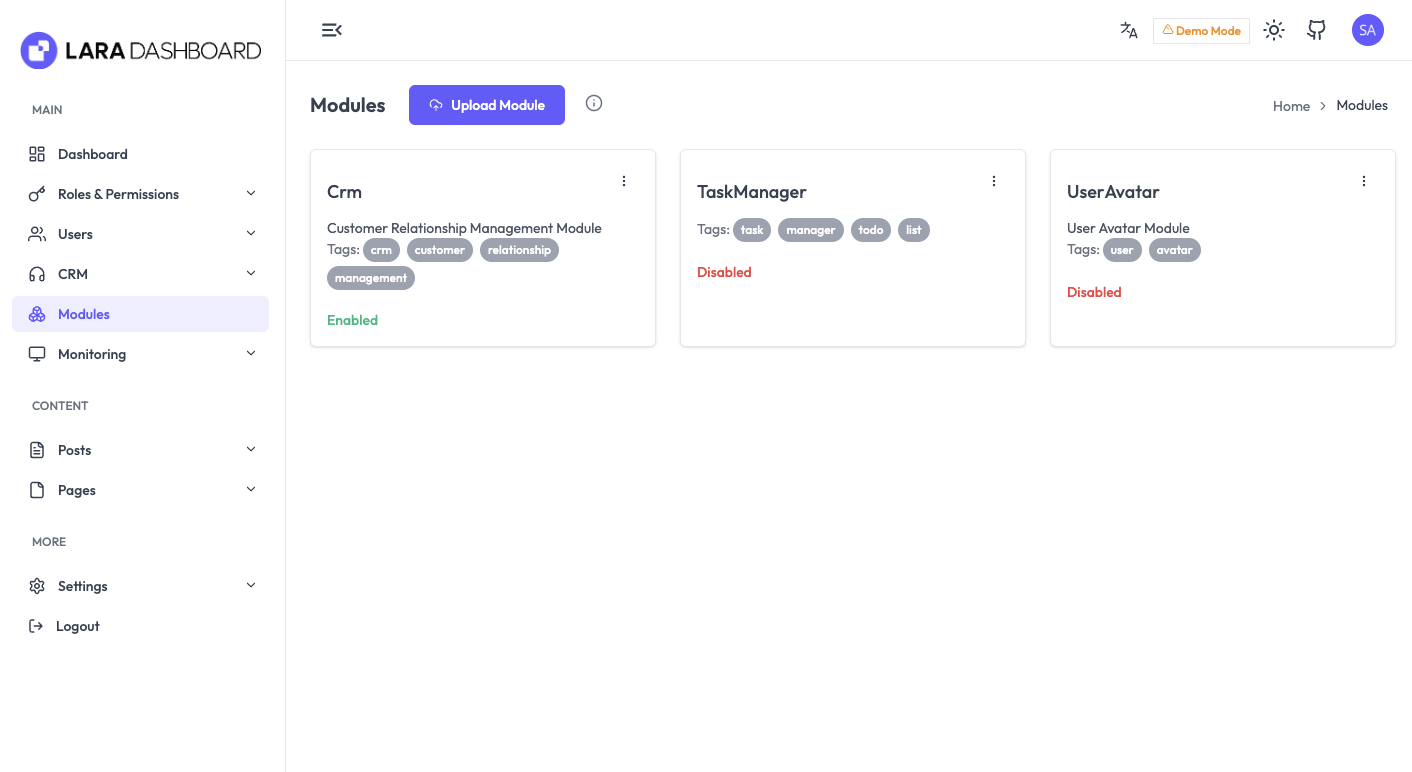 LARA DASHBOARD
MAIN
Dashboard
Roles & Permissions
Users
CRM
Modules
Monitoring
CONTENT
Posts
Pages
MORE
Settings
Logout
Demo Mode
SA
Modules
Upload Module
Home > Modules
Crm
Customer Relationship Management Module
Tags: crm customer relationship
management
Enabled
TaskManager
Tags: task manager todo list
Disabled
UserAvatar
User Avatar Module
Tags: user avatar
Disabled